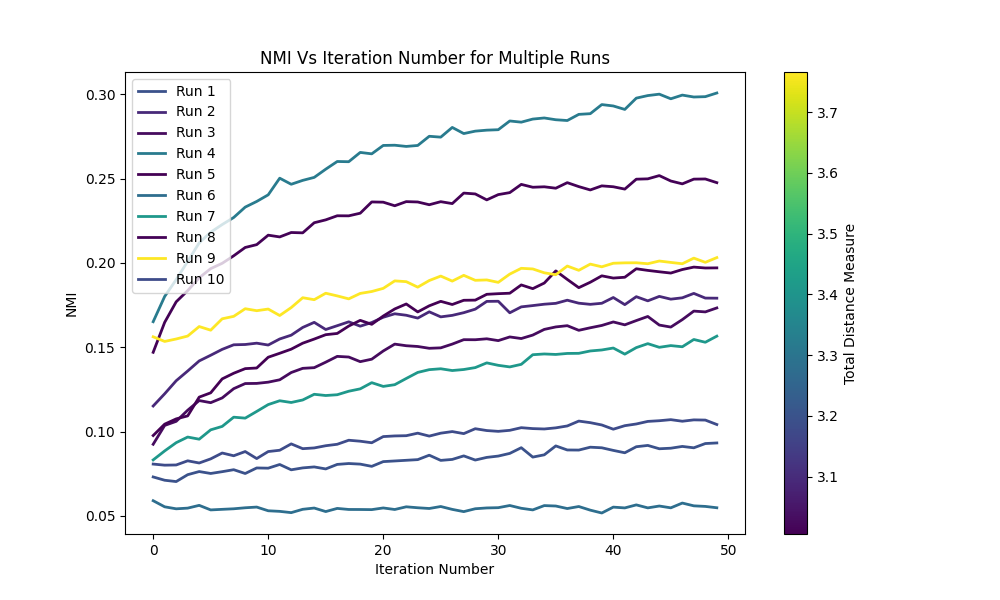 NMI Vs Iteration Number for Multiple Runs
Run 1
Run 2
Run 3
Run 4
Run 5
Run 6
Run 7
Run 8
Run 9
Run 10
0.30
0.25
0.20
0.15
0.10
0.05
NMI
0
10
20
30
40
50
Iteration Number
3.7
3.6
3.5
3.4
3.3
3.2
3.1
Total Distance Measure